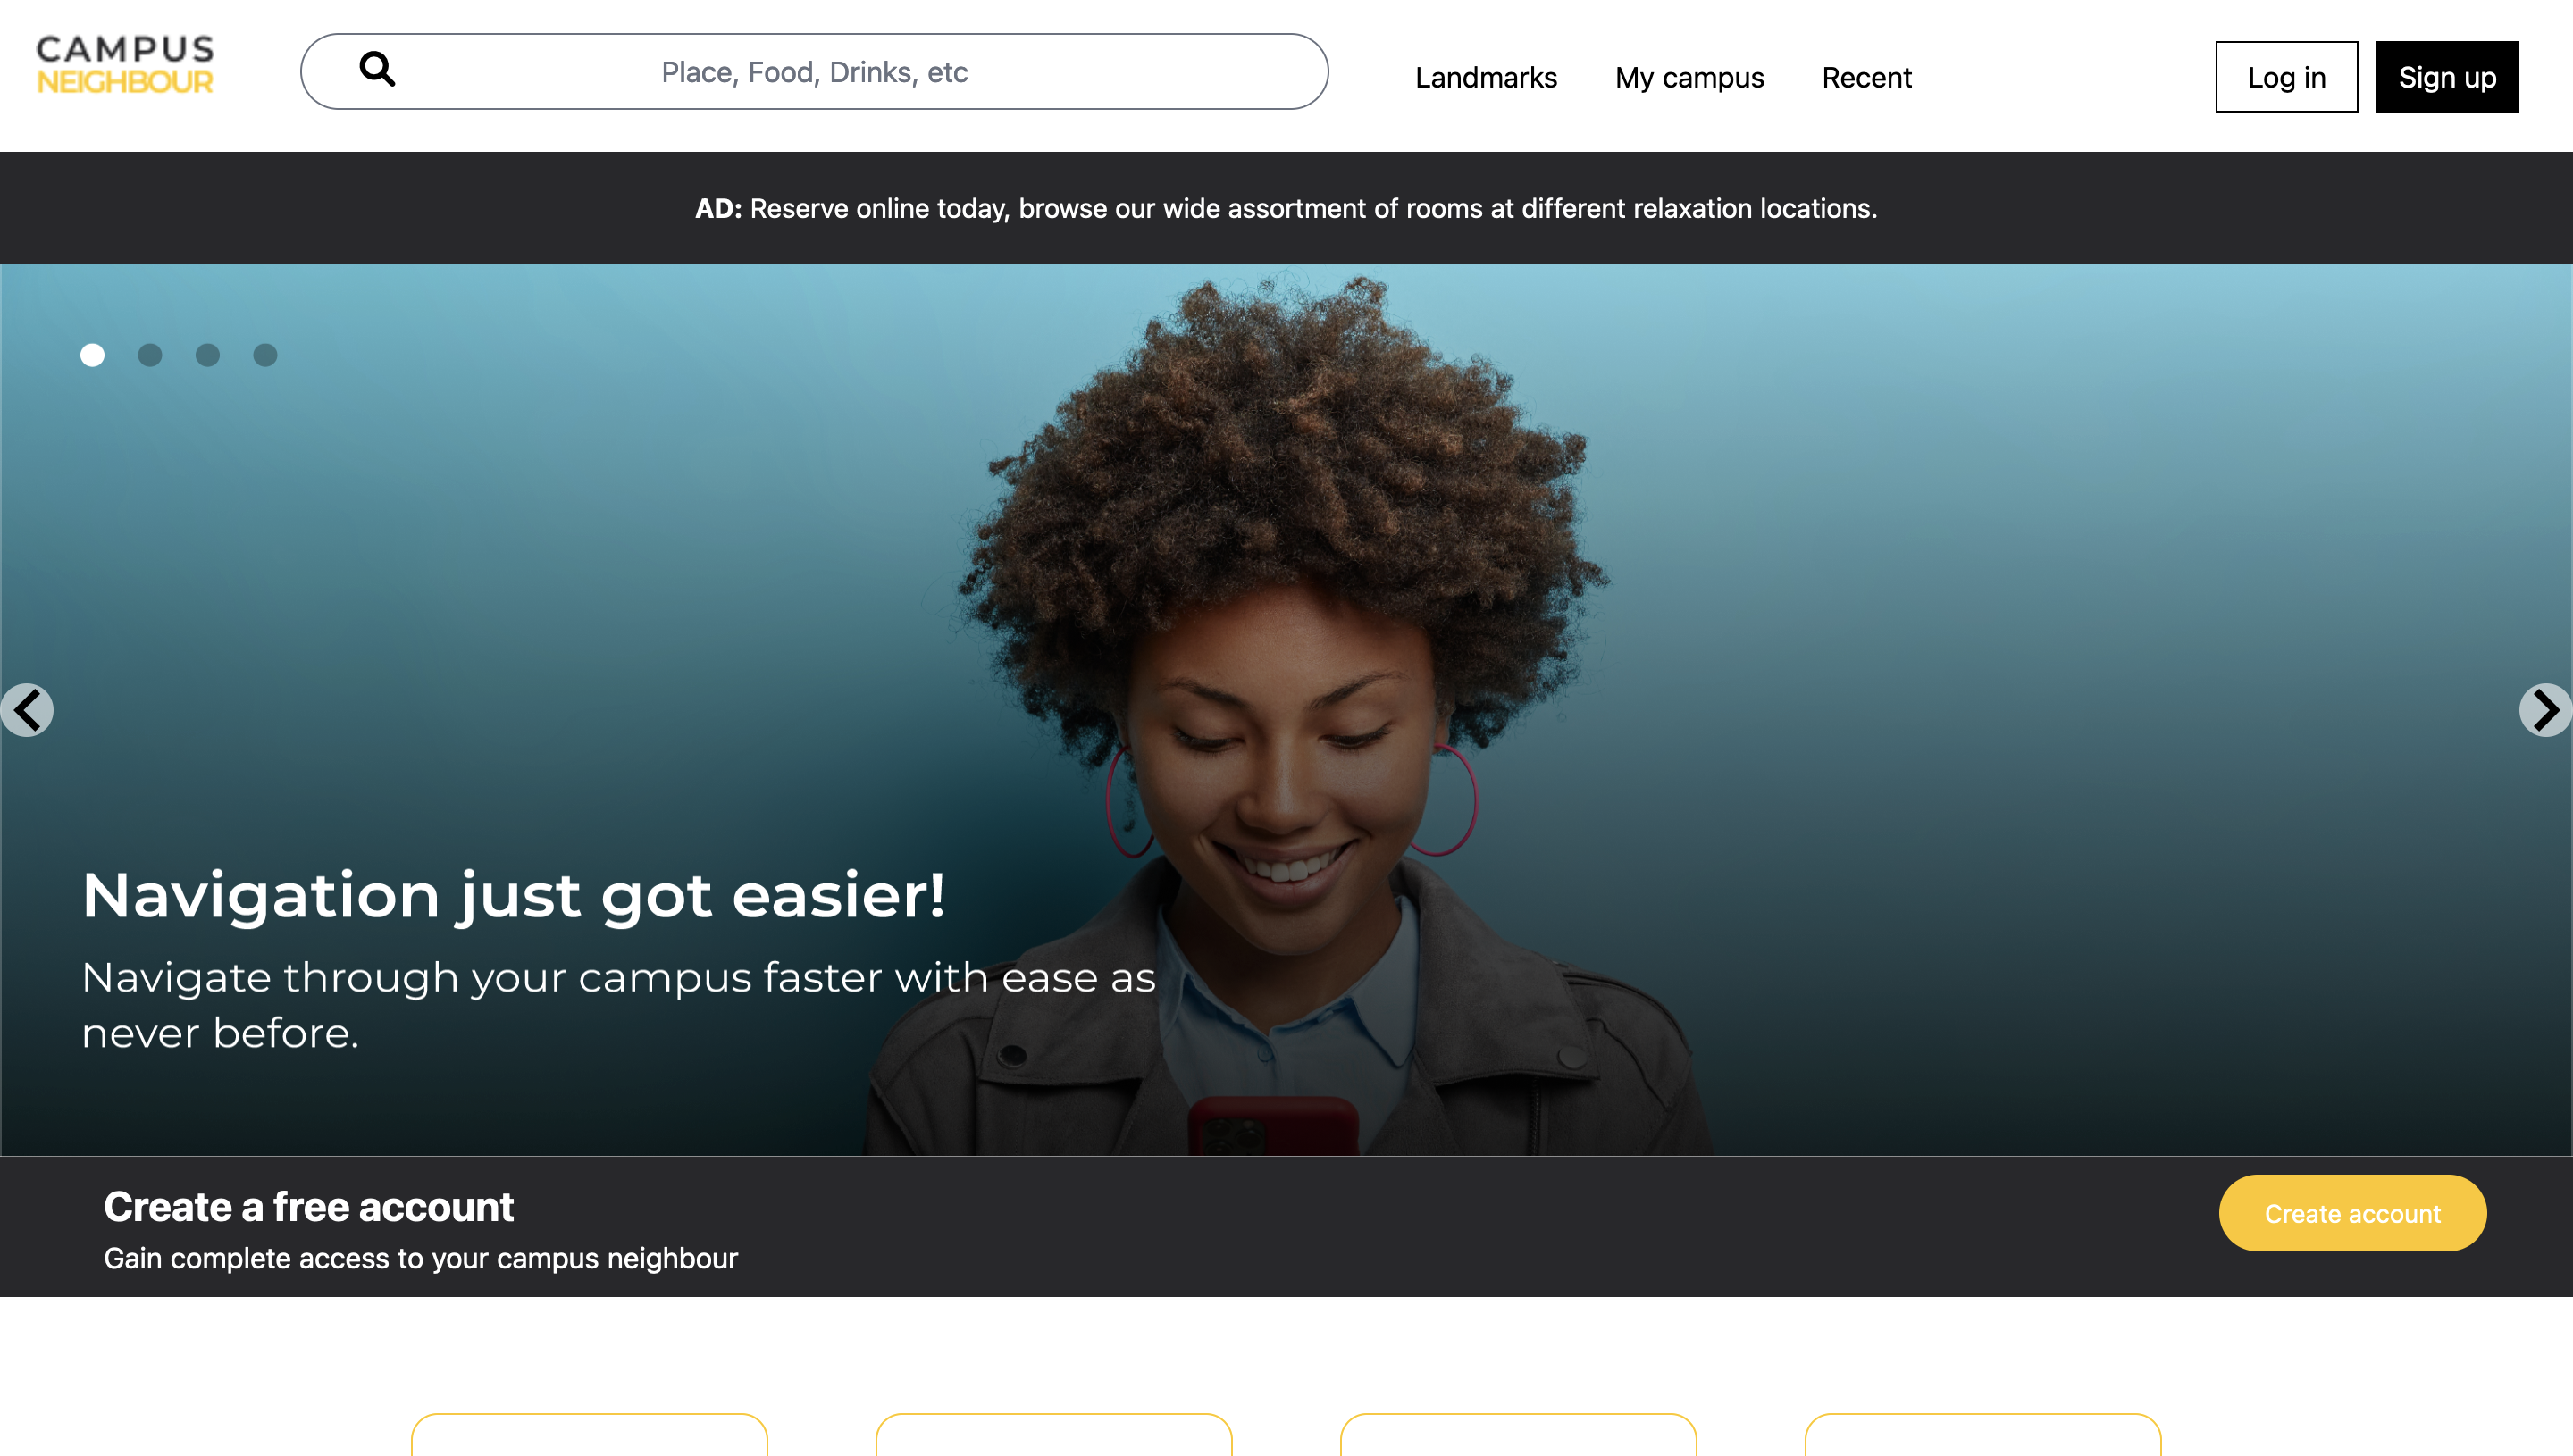 CAMPUS
NEIGHBOUR
Place, Food, Drinks, etc
Landmarks
My campus
Recent
Log in
Sign up
AD: Reserve online today, browse our wide assortment of rooms at different relaxation locations.
Navigation just got easier!
Navigate through your campus faster with ease as
never before.
Create a free account
Gain complete access to your campus neighbour
Create account